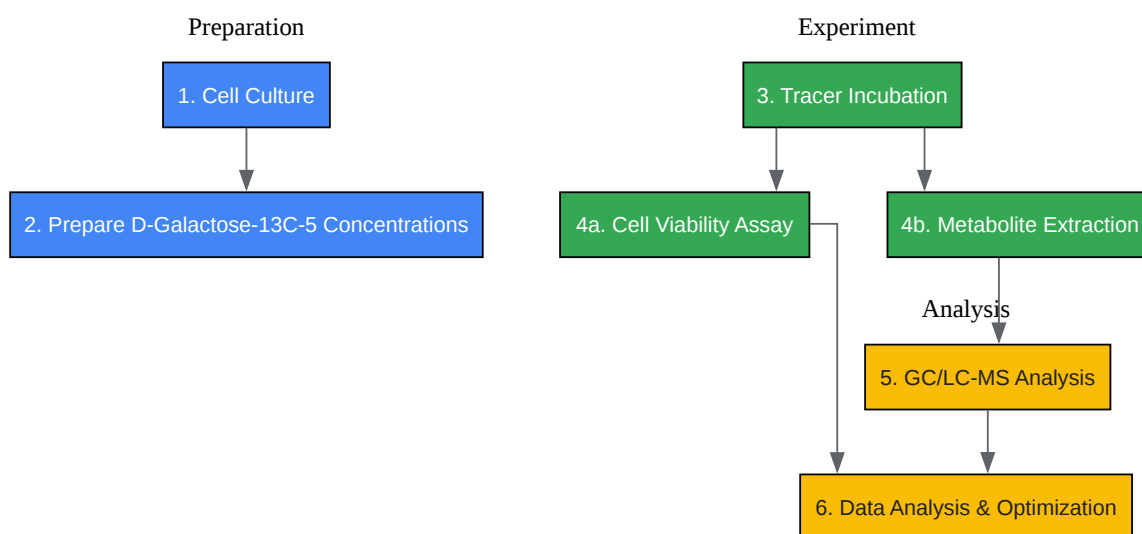 Preparation
1. Cell Culture
2. Prepare D-Galactose-13C-5 Concentrations
Experiment
3. Tracer Incubation
4a. Cell Viability Assay
4b. Metabolite Extraction
Analysis
5. GC/LC-MS Analysis
6. Data Analysis & Optimization